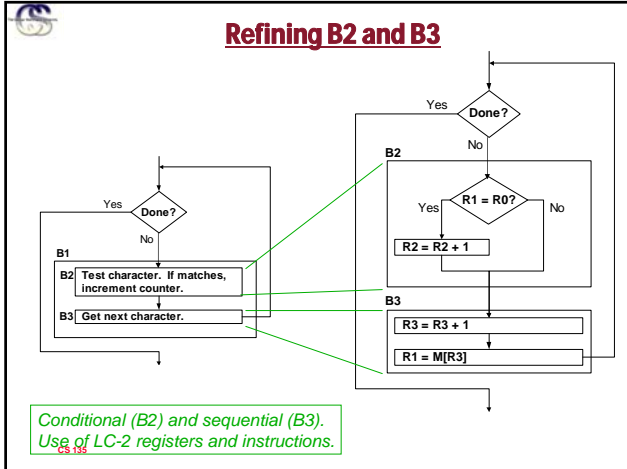 Refining B2 and B3
Yes
Done?
No
B1
B2 Test character. If matches,
increment counter.
B3 Get next character.
Yes
Done?
No
B2
R1 = R0?
Yes
No
R2 = R2 + 1
B3
R3 = R3 + 1
R1 = M[R3]
Conditional (B2) and sequential (B3).
Use of LC-2 registers and instructions.
CS 135